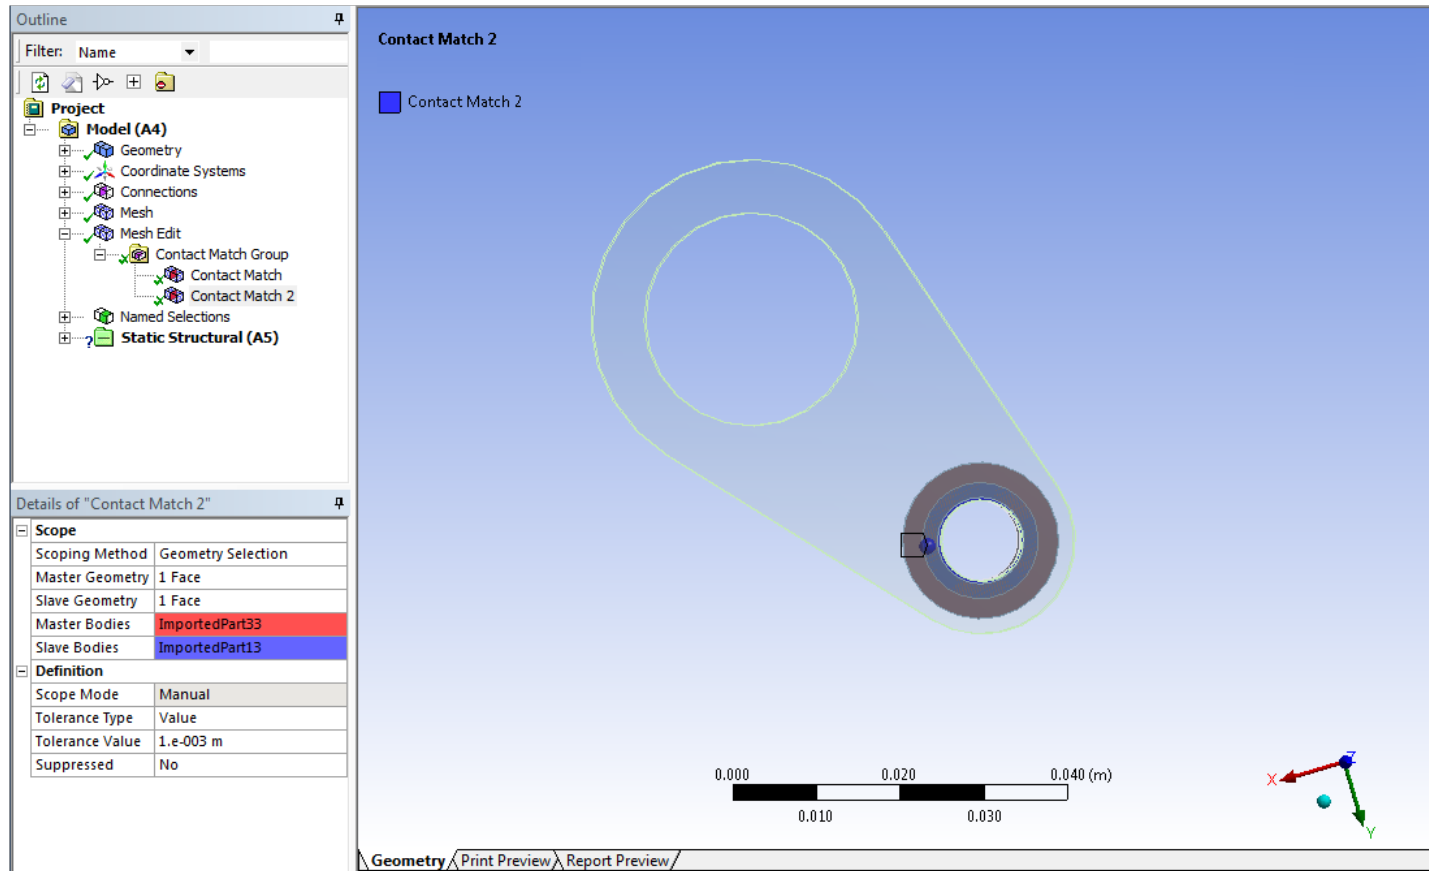 Outline
Filter: Name
Project
Model (A4)
Geometry
Coordinate Systems
Connections
Mesh
Mesh Edit
Contact Match Group
Contact Match
Contact Match 2
Named Selections
Static Structural (A5)
Details of "Contact Match 2"
Scope
Scoping Method Geometry Selection
Master Geometry 1 Face
Slave Geometry 1 Face
Master Bodies ImportedPart33
Slave Bodies ImportedPart13
Definition
Scope Mode Manual
Tolerance Type Value
Tolerance Value 1.e-003 m
Suppressed No
Contact Match 2
Contact Match 2
0.000 0.020 0.040 (m)
0.010 0.030
Z
X
Y
Geometry Print Preview Report Preview